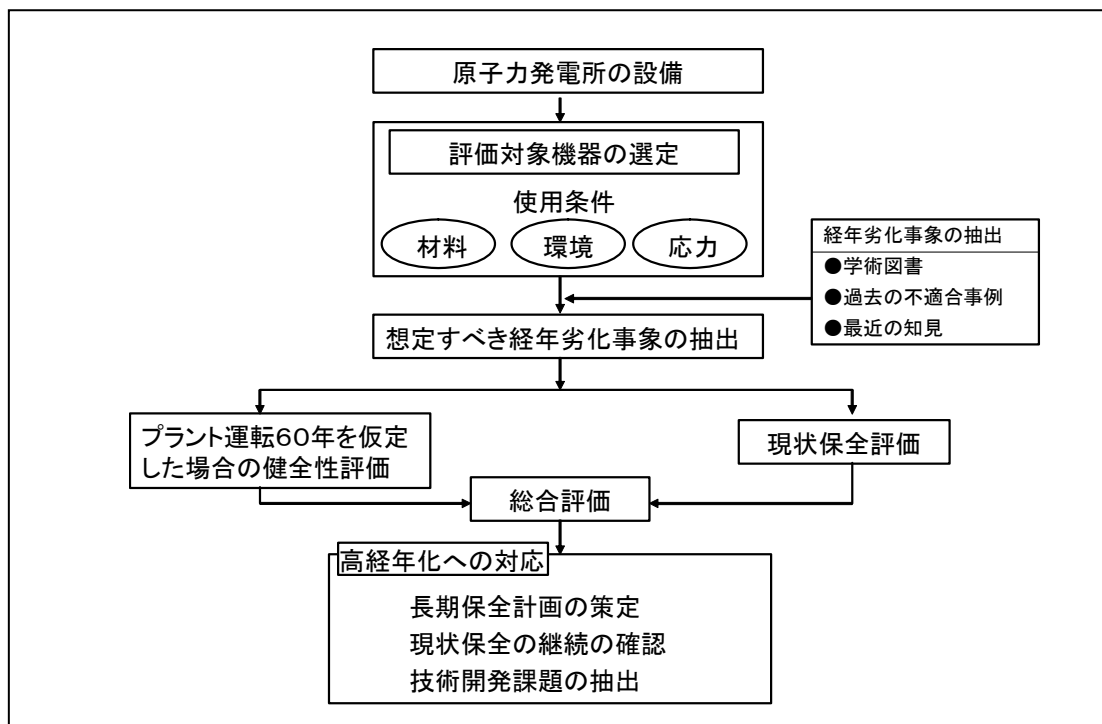 原子力発電所の設備
評価対象機器の選定
使用条件
材料
環境
応力
経年劣化事象の抽出
●学術図書
●過去の不適合事例
●最近の知見
想定すべき経年劣化事象の抽出
プラント運転60年を仮定
した場合の健全性評価
現状保全評価
総合評価
高経年化への対応
長期保全計画の策定
現状保全の継続の確認
技術開発課題の抽出